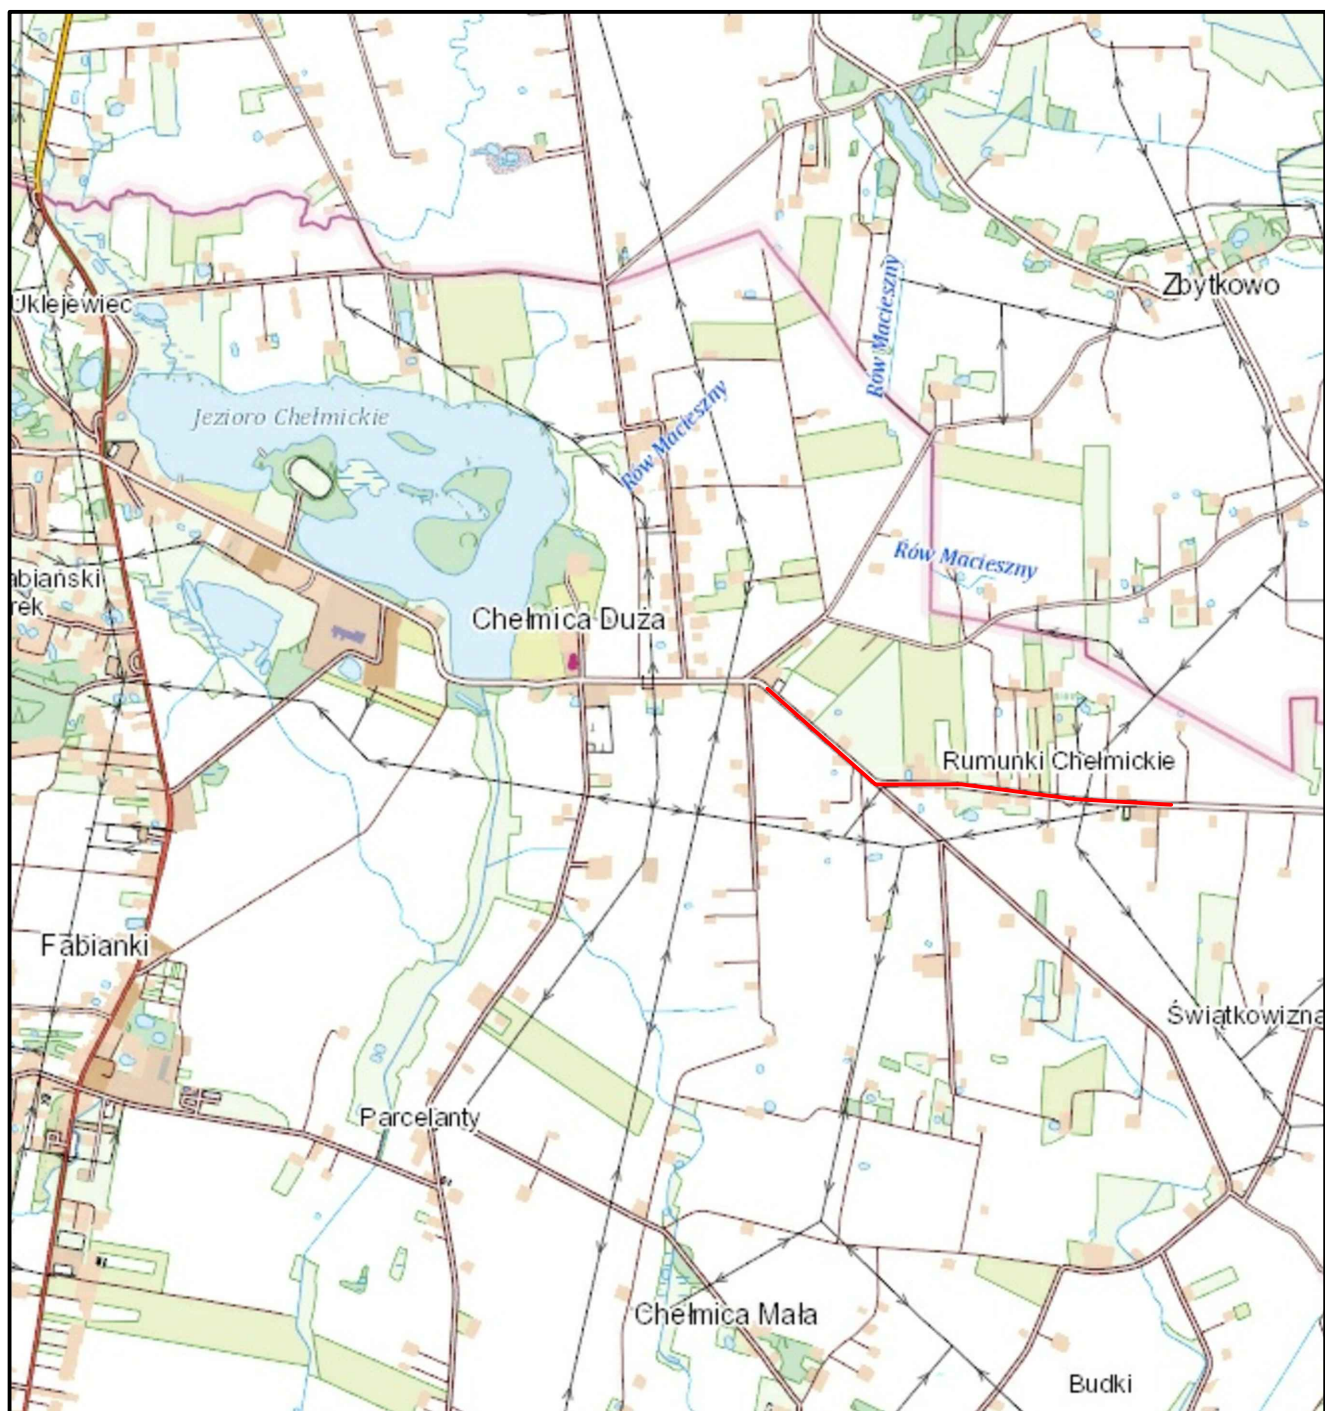 Uklejewiec
Zbytkowo
Rów Macieszny
Jezioro Chełmickie
Rów Macieszny
Rów Macieszny
abiański
rek
Chełmica Duża
Rumunki Chełmickie
Fabianki
Świątkowizna
Parcelanty
Chełmica Mała
Budki